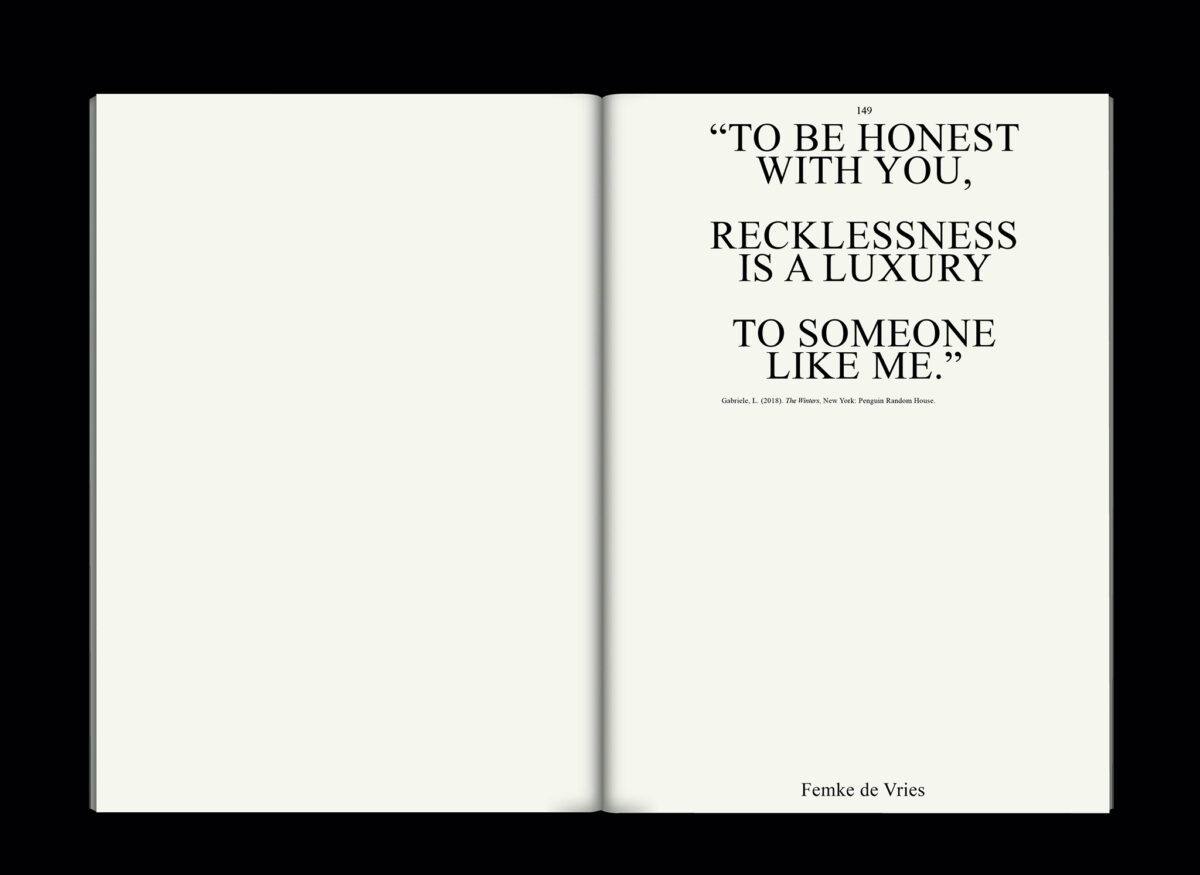 149
“TO BE HONEST
WITH YOU,
RECKLESSNESS
IS A LUXURY
TO SOMEONE
LIKE ME.”
Gabriele, L. (2018). The Winters, New York: Penguin Random House.
Femke de Vries